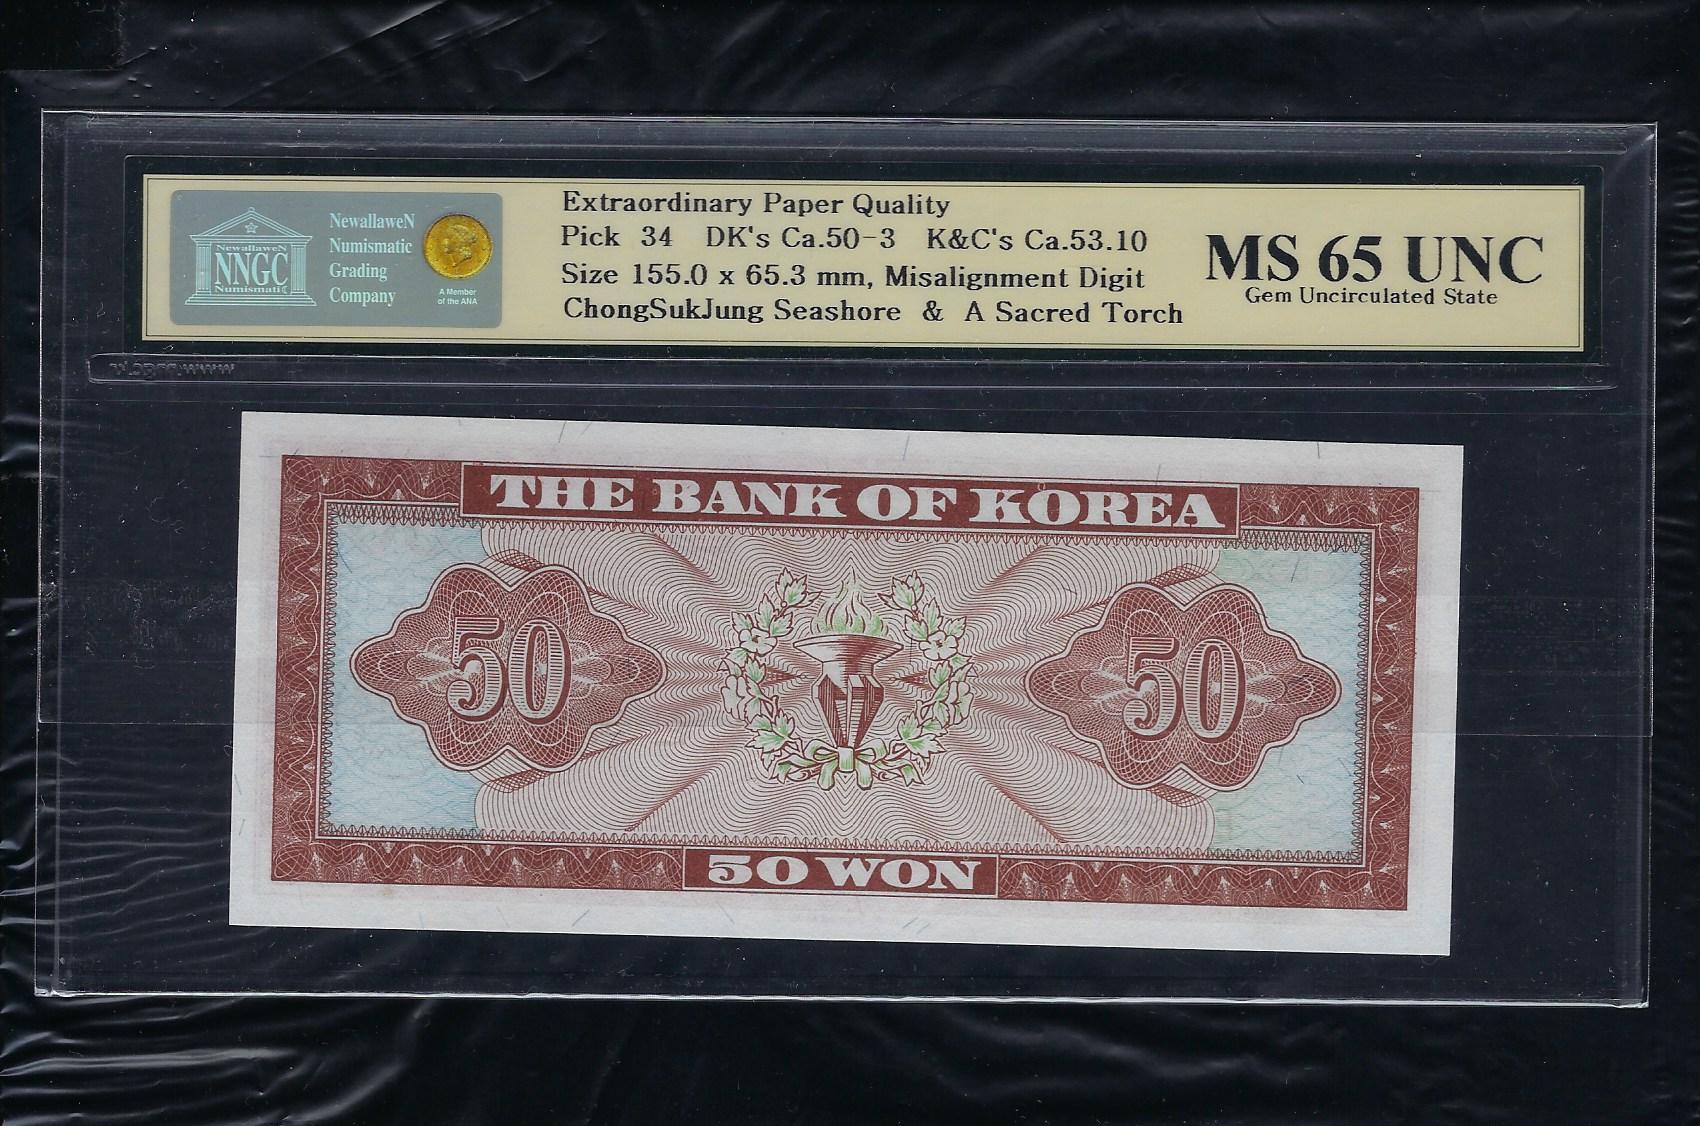 NewallaweN
NNGC
Numismatic
NewallaweN
Numismatic
Grading
Company
A Member
of the ANA
Extraordinary Paper Quality
Pick 34 DK's Ca.50-3 K&C's Ca.53.10
Size 155.0 x 65.3 mm, Misalignment Digit
ChongSukJung Seashore & A Sacred Torch
MS 65 UNC
Gem Uncirculated State
THE BANK OF KOREA
50
50
50 WON